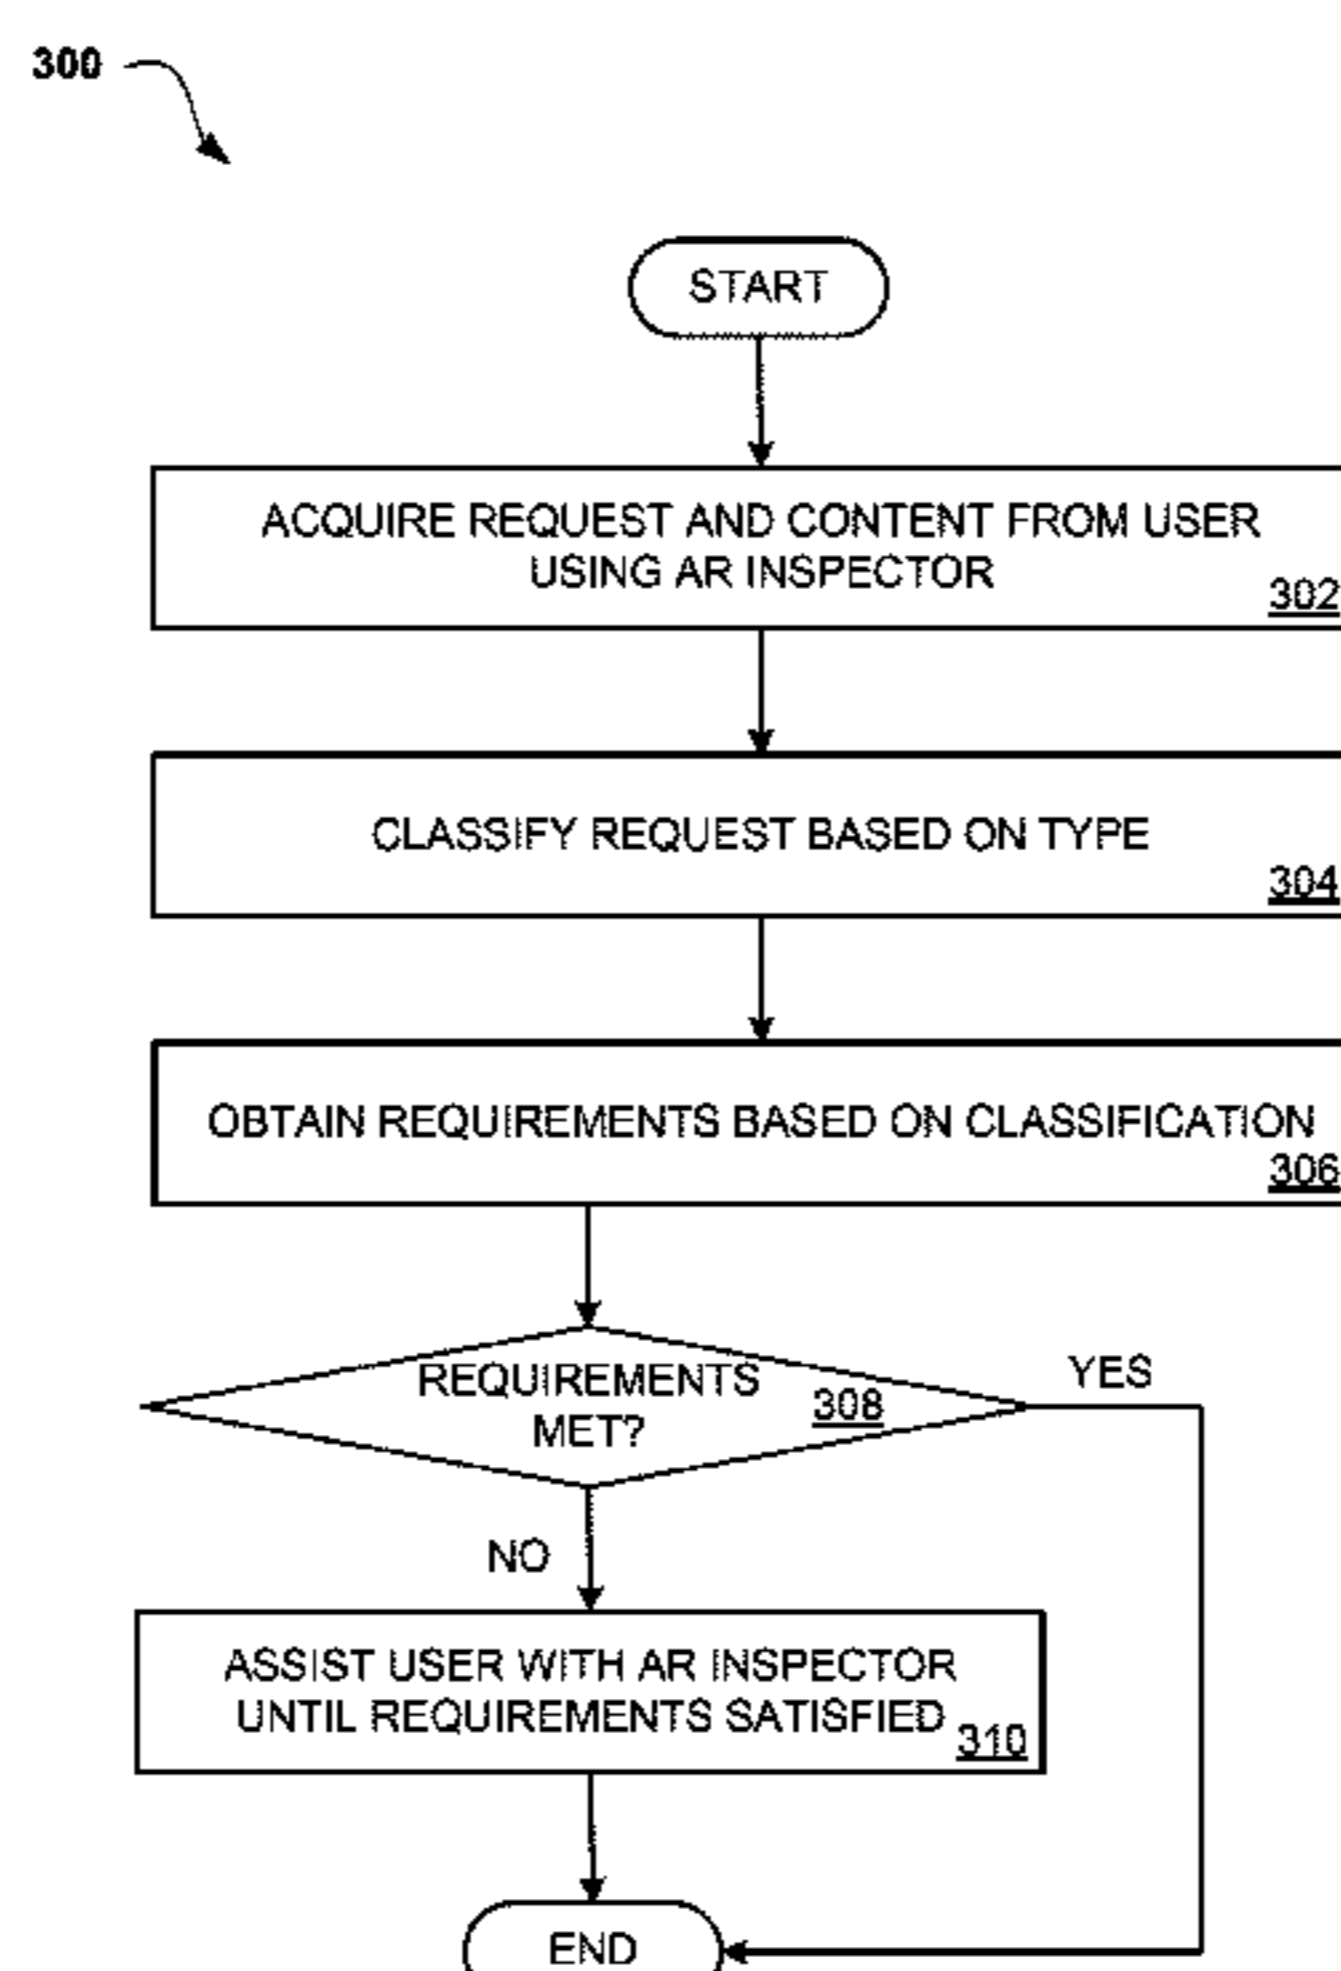 300
START
ACQUIRE REQUEST AND CONTENT FROM USER
USING AR INSPECTOR
302
CLASSIFY REQUEST BASED ON TYPE
304
OBTAIN REQUIREMENTS BASED ON CLASSIFICATION
306
REQUIREMENTS
MET?
308
YES
NO
ASSIST USER WITH AR INSPECTOR
UNTIL REQUIREMENTS SATISFIED
310
END